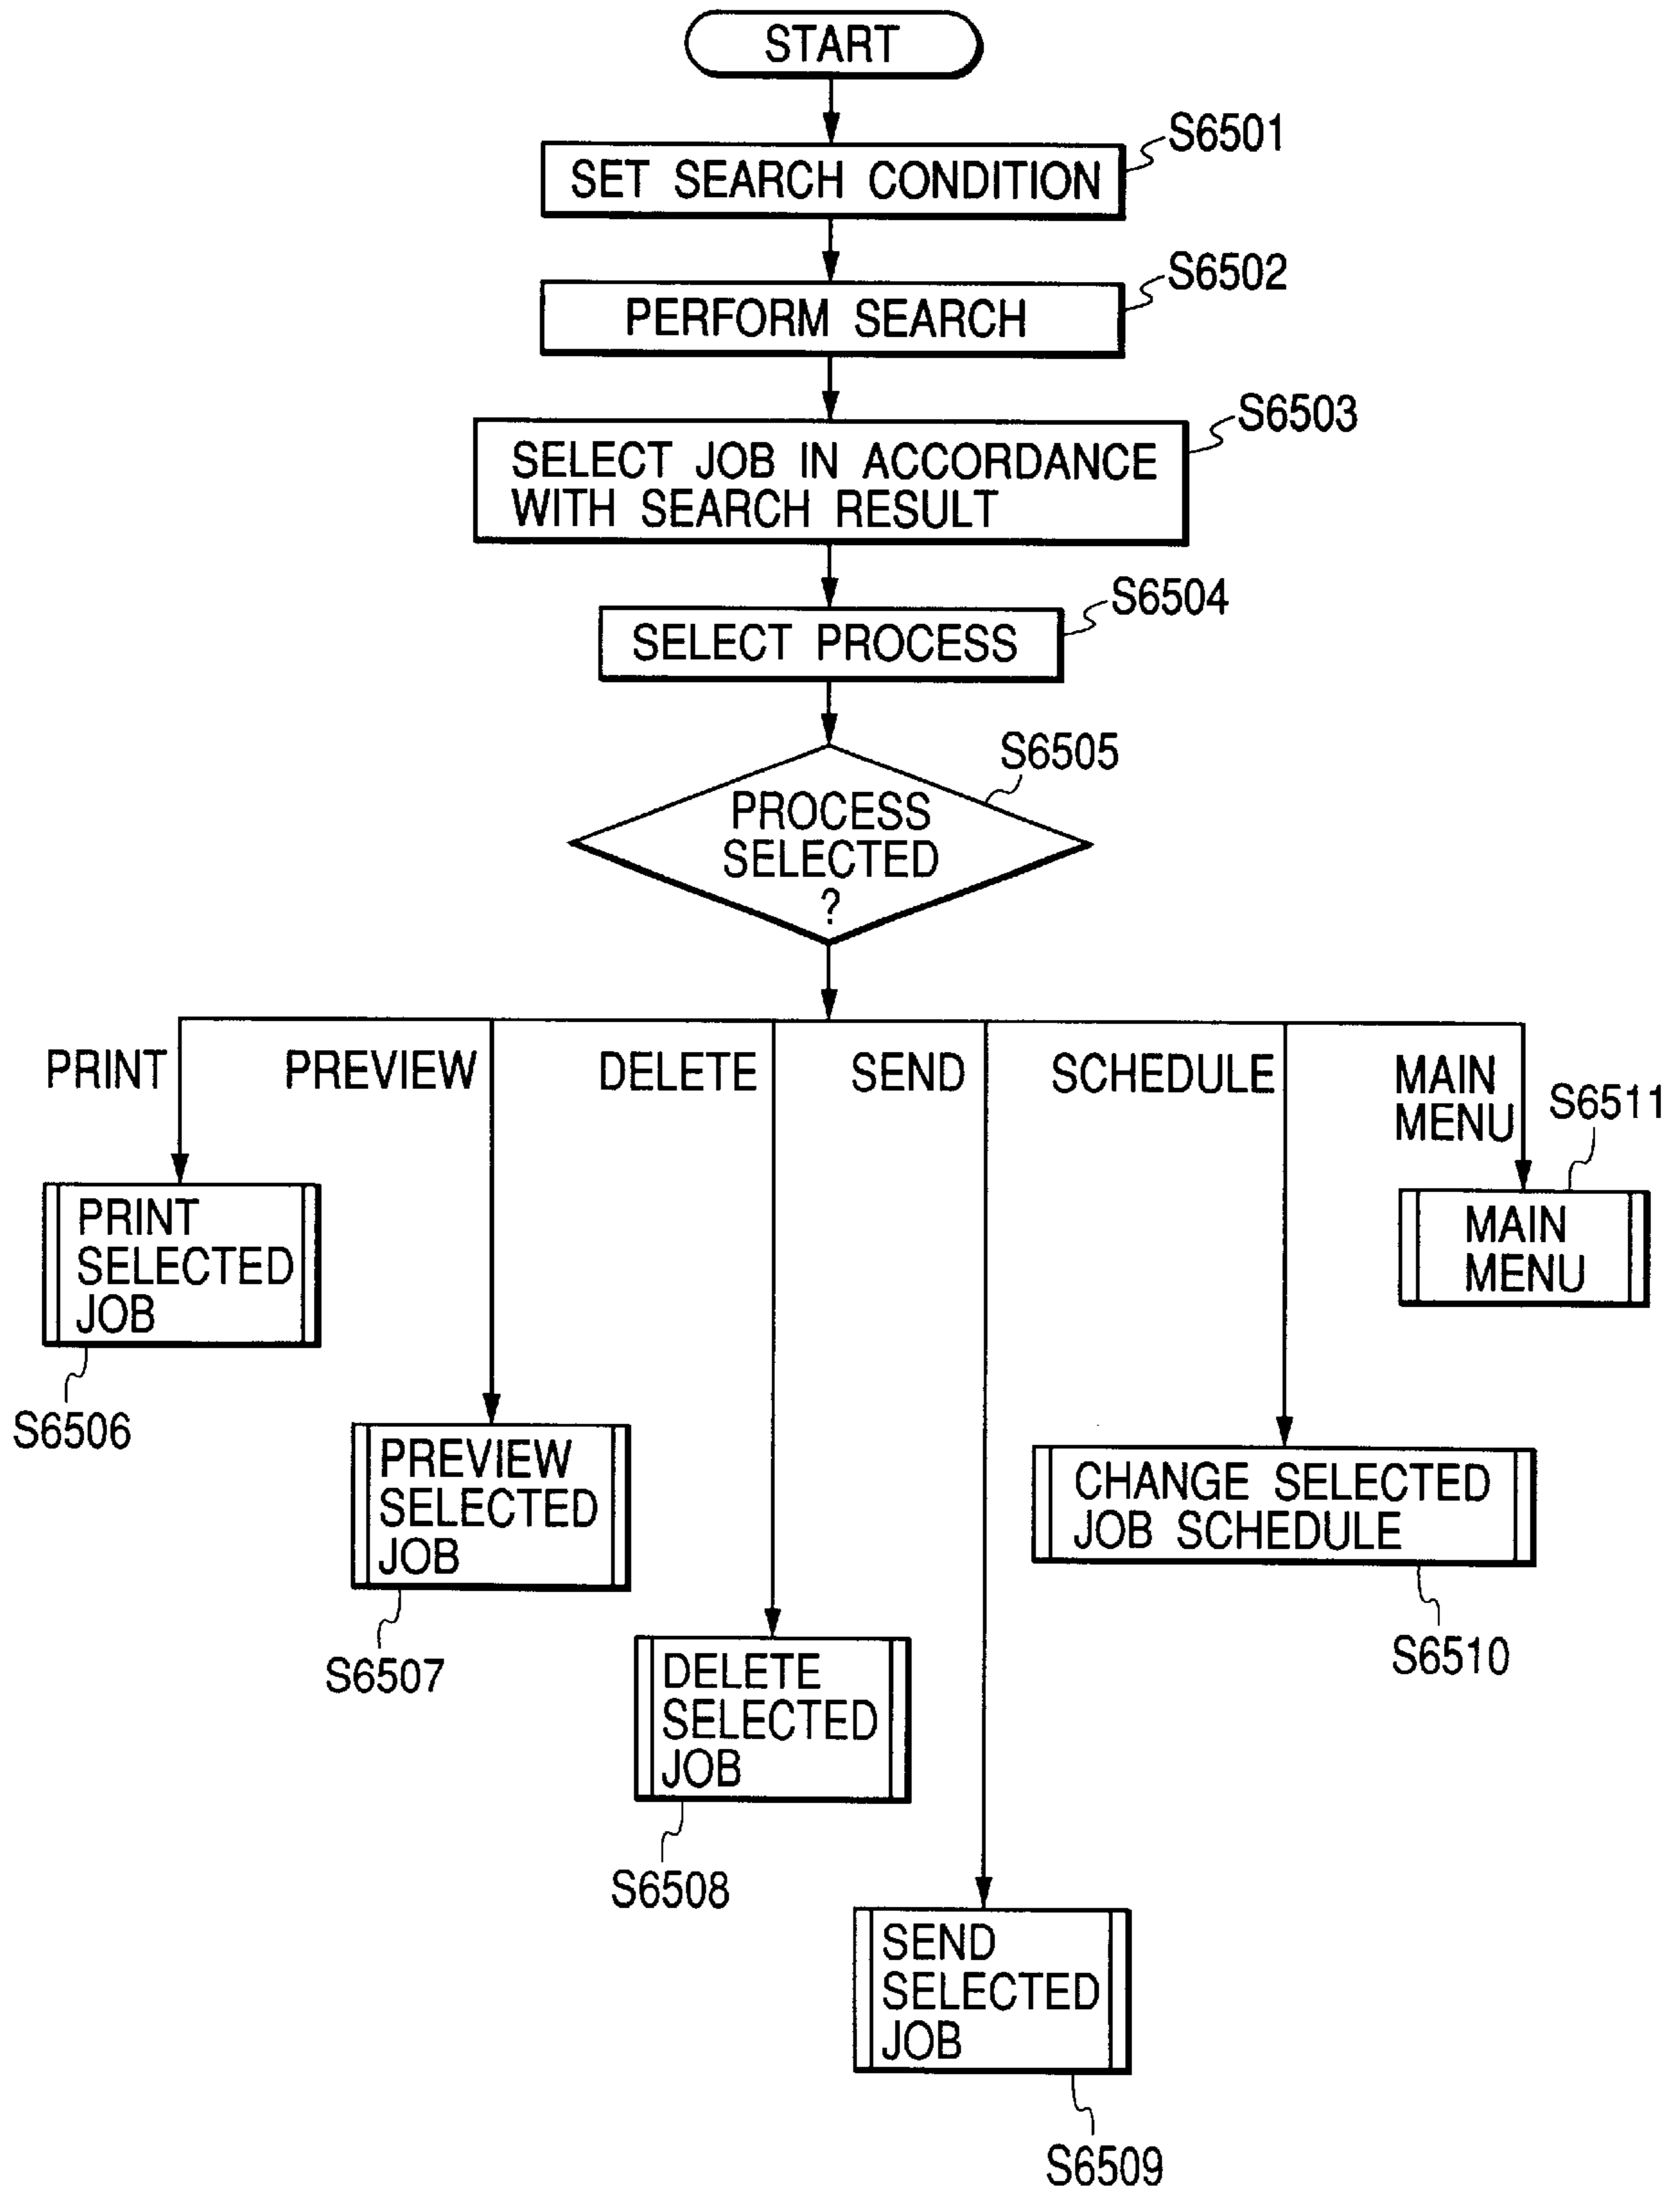 START
S6501
SET SEARCH CONDITION
S6502
PERFORM SEARCH
S6503
SELECT JOB IN ACCORDANCE
WITH SEARCH RESULT
S6504
SELECT PROCESS
S6505
PROCESS
SELECTED
?
PRINT
PREVIEW
DELETE
SEND
SCHEDULE
MAIN
MENU
S6511
PRINT
SELECTED
JOB
S6506
MAIN
MENU
PREVIEW
SELECTED
JOB
S6507
CHANGE SELECTED
JOB SCHEDULE
S6510
DELETE
SELECTED
JOB
S6508
SEND
SELECTED
JOB
S6509